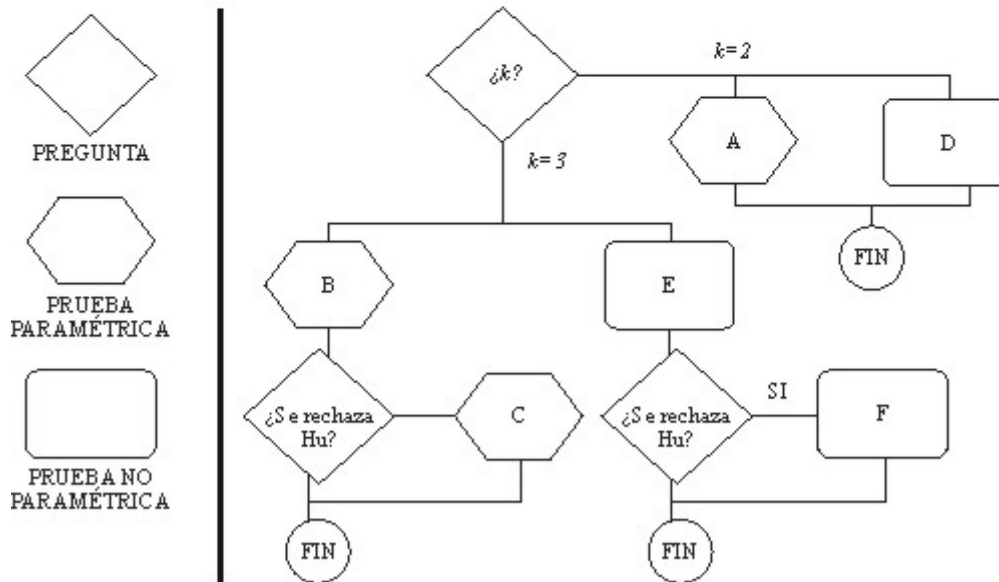 PREGUNTA
PRUEBA
PARAMÉTRICA
PRUEBA NO
PARAMÉTRICA
¿k?
k=2
k=3
A
D
FIN
B
E
¿Se rechaza
Hu?
C
¿Se rechaza
Hu?
SI
F
FIN
FIN